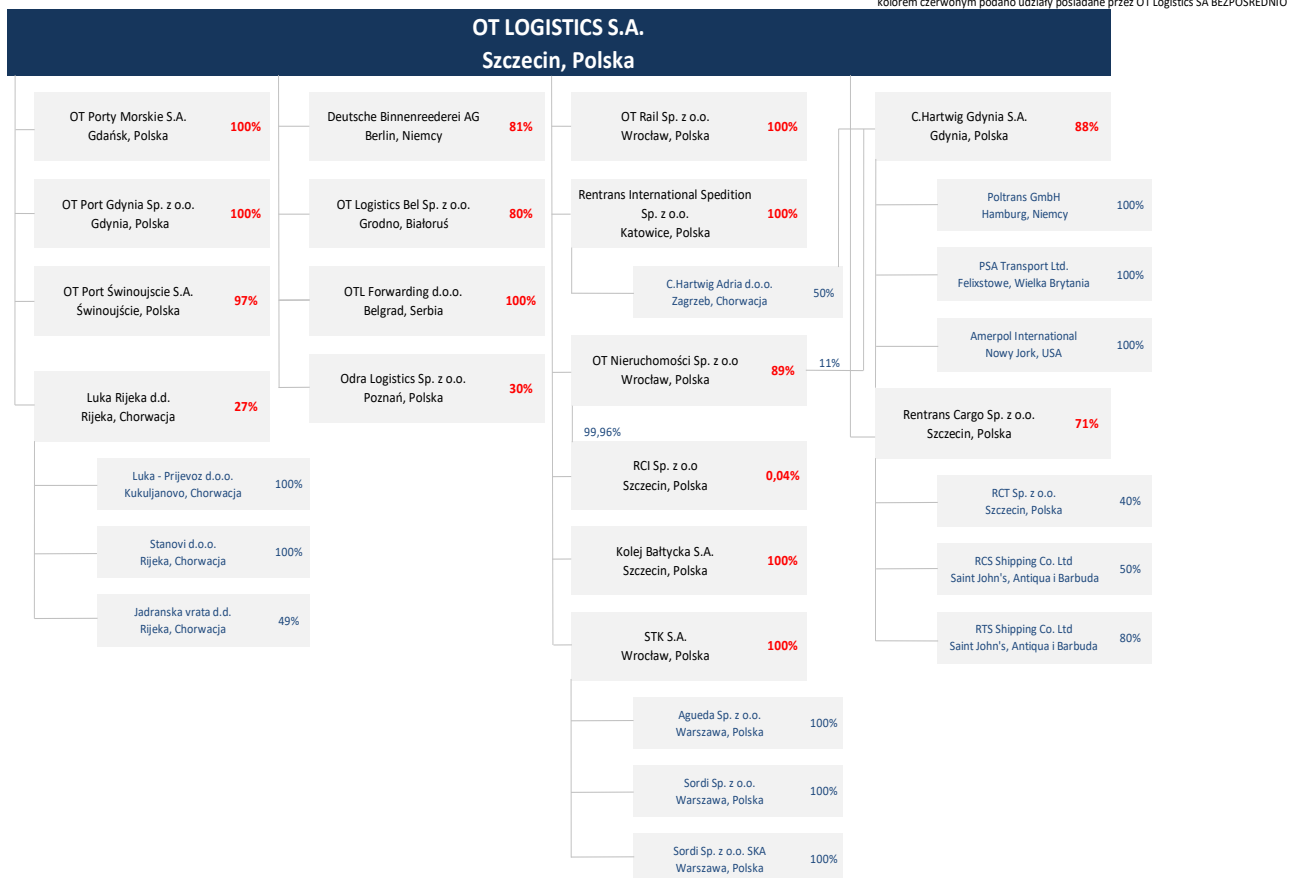 kolorem czerwonym podano udziały posiadane przez OT Logistics SA BEZPOŚREDNIO
OT LOGISTICS S.A.
Szczecin, Polska
OT Porty Morskie S.A.
Gdańsk, Polska
100%
OT Port Gdynia Sp. z o.o.
Gdynia, Polska
100%
OT Port Świnoujscie S.A.
Świnoujście, Polska
97%
Luka Rijeka d.d.
Rijeka, Chorwacja
27%
Luka - Prijevoz d.o.o.
Kukuljanovo, Chorwacja
100%
Stanovi d.o.o.
Rijeka, Chorwacja
100%
Jadranska vrata d.d.
Rijeka, Chorwacja
49%
Deutsche Binnenreederei AG
Berlin, Niemcy
81%
OT Logistics Bel Sp. z o.o.
Grodno, Białoruś
80%
OTL Forwarding d.o.o.
Belgrad, Serbia
100%
Odra Logistics Sp. z o.o.
Poznań, Polska
30%
OT Rail Sp. z o.o.
Wrocław, Polska
100%
Rentrans International Spedition
Sp. z o.o.
Katowice, Polska
100%
C.Hartwig Adria d.o.o.
Zagrzeb, Chorwacja
50%
OT Nieruchomości Sp. z o.o
Wrocław, Polska
89%
11%
99,96%
RCI Sp. z o.o
Szczecin, Polska
0,04%
Kolej Bałtycka S.A.
Szczecin, Polska
100%
STK S.A.
Wrocław, Polska
100%
Agueda Sp. z o.o.
Warszawa, Polska
100%
Sordi Sp. z o.o.
Warszawa, Polska
100%
Sordi Sp. z o.o. SKA
Warszawa, Polska
100%
C.Hartwig Gdynia S.A.
Gdynia, Polska
88%
Poltrans GmbH
Hamburg, Niemcy
100%
PSA Transport Ltd.
Felixstowe, Wielka Brytania
100%
Amerpol International
Nowy Jork, USA
100%
Rentrans Cargo Sp. z o.o.
Szczecin, Polska
71%
RCT Sp. z o.o.
Szczecin, Polska
40%
RCS Shipping Co. Ltd
Saint John's, Antiqua i Barbuda
50%
RTS Shipping Co. Ltd
Saint John's, Antiqua i Barbuda
80%